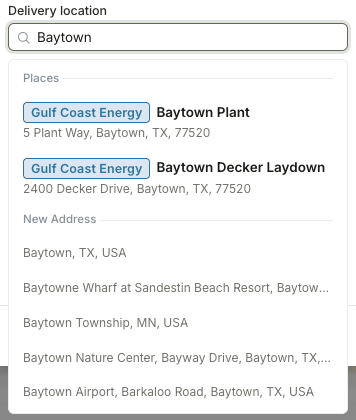 Delivery location
Baytown
Places
Gulf Coast Energy Baytown Plant
5 Plant Way, Baytown, TX, 77520
Gulf Coast Energy Baytown Decker Laydown
2400 Decker Drive, Baytown, TX, 77520
New Address
Baytown, TX, USA
Baytowne Wharf at Sandestin Beach Resort, Baytow...
Baytown Township, MN, USA
Baytown Nature Center, Bayway Drive, Baytown, TX,...
Baytown Airport, Barkaloo Road, Baytown, TX, USA